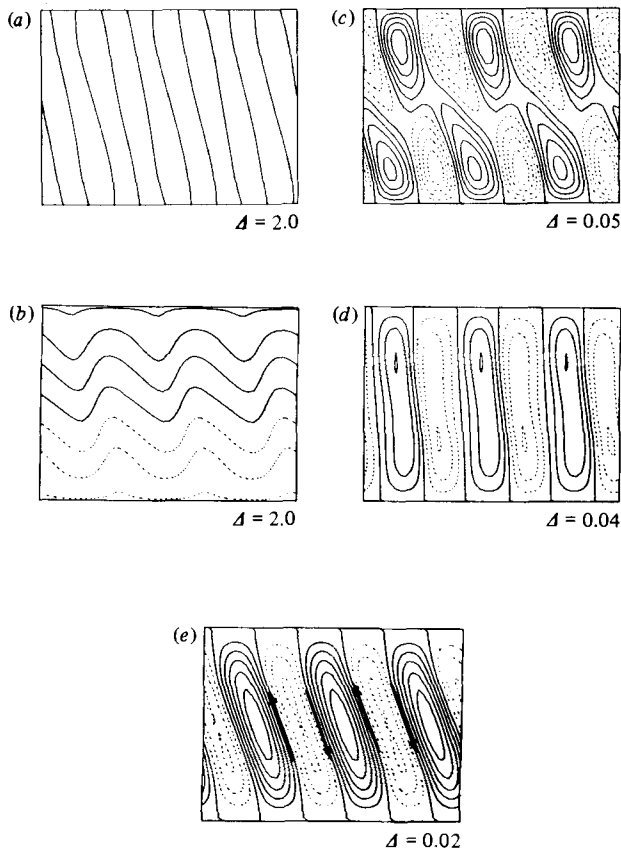 (a)
Δ = 2.0
(b)
Δ = 2.0
(c)
Δ = 0.05
(d)
Δ = 0.04
(e)
Δ = 0.02